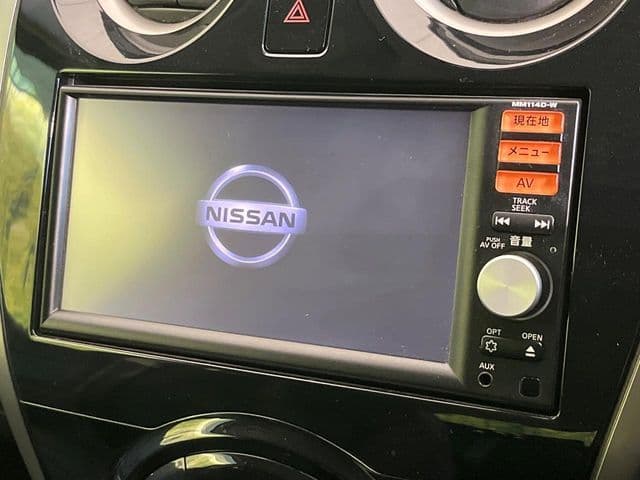 MM114D-W
現在地
メニュー
AV
TRACK
SEEK
PUSH
AV OFF
音量
NISSAN
OPT
OPEN
AUX